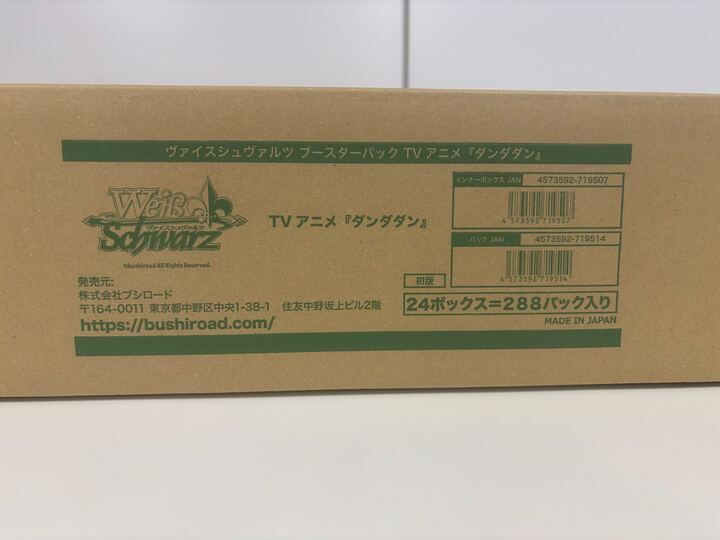 ヴァイスシュヴァルツ ブースターパック TV アニメ『ダンダダン』
Weiß
ヴァイスシュヴァルツ
Schwarz
©bushiroad All Rights Reserved.
TV アニメ『ダンダダン』
インナーボックス JAN 4573592-719507
4 573592 719507
パック JAN 4573592-719514
4 573592 719514
発売元:
株式会社ブシロード
〒164-0011 東京都中野区中央1-38-1 住友中野坂上ビル2階
https://bushiroad.com/
初版
24ボックス=288パック入り
MADE IN JAPAN